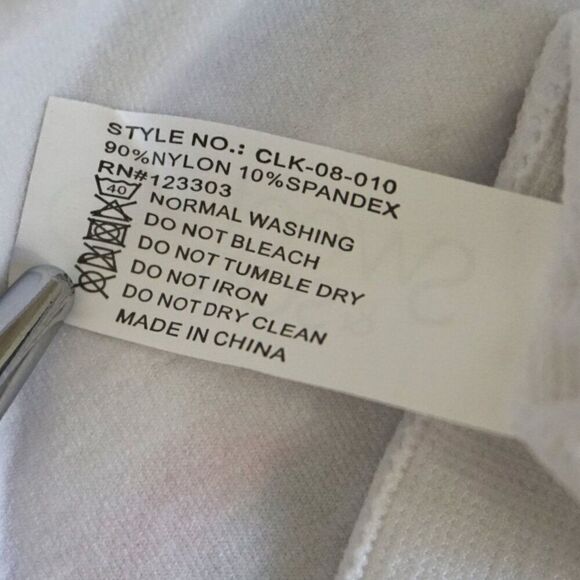 STYLE NO.: CLK-08-010
90%NYLON 10%SPANDEX
RN#123303
40 NORMAL WASHING
DO NOT BLEACH
DO NOT TUMBLE DRY
DO NOT IRON
DO NOT DRY CLEAN
MADE IN CHINA